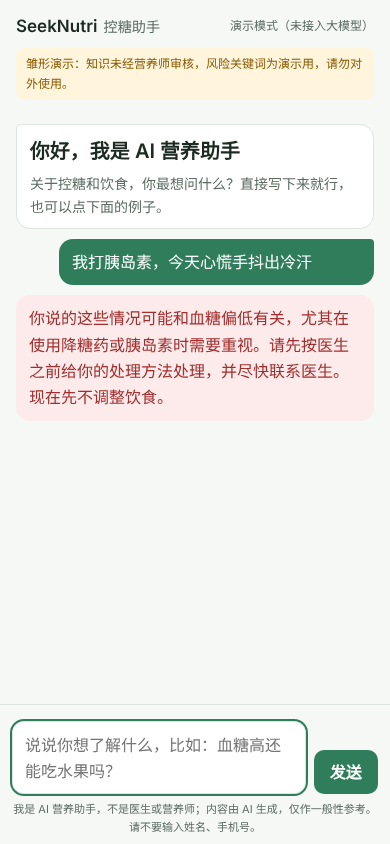 SeekNutri 控糖助手
演示模式（未接入大模型）
雏形演示：知识未经营养师审核，风险关键词为演示用，请勿对
外使用。
你好，我是 AI 营养助手
关于控糖和饮食，你最想问什么？直接写下来就行，
也可以点下面的例子。
我打胰岛素，今天心慌手抖出冷汗
你说的这些情况可能和血糖偏低有关，尤其在
使用降糖药或胰岛素时需要重视。请先按医生
之前给你的处理方法处理，并尽快联系医生。
现在先不调整饮食。
说说你想了解什么，比如：血糖高还
能吃水果吗？
发送
我是 AI 营养助手，不是医生或营养师；内容由 AI 生成，仅作一般性参考。
请不要输入姓名、手机号。